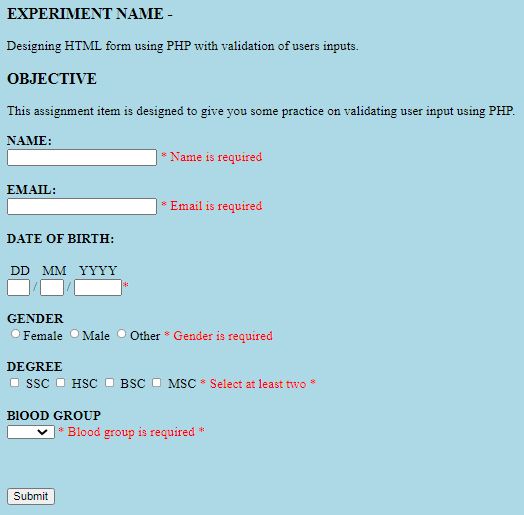 EXPERIMENT NAME -
Designing HTML form using PHP with validation of users inputs.
OBJECTIVE
This assignment item is designed to give you some practice on validating user input using PHP.
NAME:
* Name is required
EMAIL:
* Email is required
DATE OF BIRTH:
DD MM YYYY
/ / *
GENDER
Female Male Other * Gender is required
DEGREE
SSC HSC BSC MSC * Select at least two *
BlOOD GROUP
* Blood group is required *
Submit